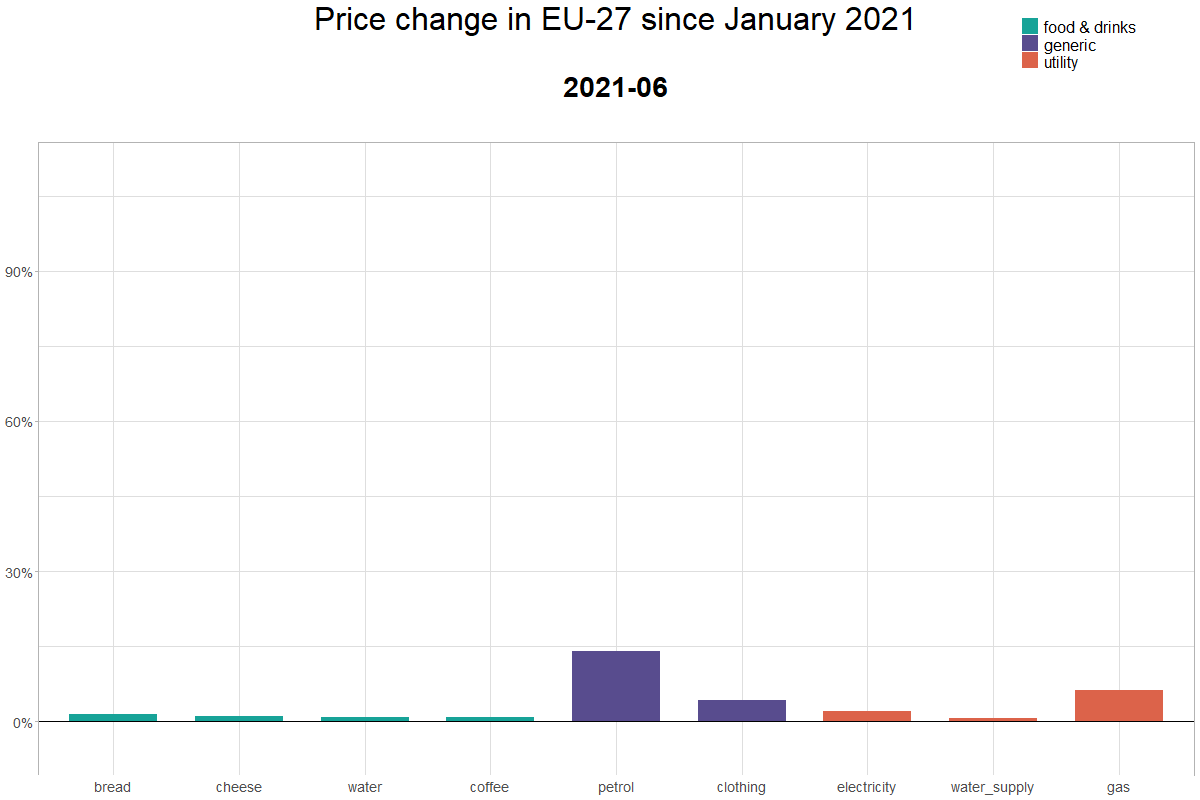 Price change in EU-27 since January 2021
food & drinks
generic
utility
2021-06
90%
60%
30%
0%
bread cheese water coffee petrol clothing electricity water_supply gas